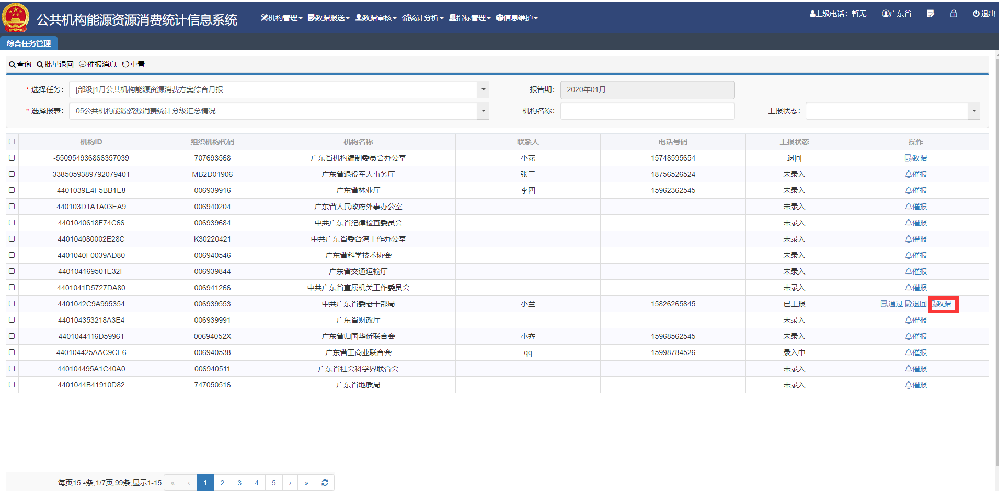 公共机构能源资源消费统计信息系统 机构管理 数据报送 数据审核 统计分析 指标管理 信息维护 上级电话：暂无 广东省 退出
综合任务管理
查询 批量退回 催报消息 重置
* 选择任务： [部级]1月公共机构能源资源消费方案综合月报 报告期： 2020年01月
* 选择报表： 05公共机构能源资源消费统计分级汇总情况 机构名称： 上报状态：
机构ID 组织机构代码 机构名称 联系人 电话号码 上报状态 操作
-550954936866357039 707693568 广东省机构编制委员会办公室 小花 15748595654 退回 数据
3385059389792079401 MB2D01906 广东省退役军人事务厅 张三 18756526524 未录入 催报
4401039E4F5BB1E8 006939916 广东省林业厅 李四 15962362545 未录入 催报
440103D1A1A03EA9 006940204 广东省人民政府外事办公室 未录入 催报
4401040618F74C66 006939684 中共广东省纪律检查委员会 未录入 催报
440104080002E28C K30220421 中共广东省委台湾工作办公室 未录入 催报
4401040F0039AD80 006940546 广东省科学技术协会 未录入 催报
440104169501E32F 006939844 广东省交通运输厅 未录入 催报
4401041D5727DA80 006941266 中共广东省直属机关工作委员会 未录入 催报
4401042C9A995354 006939553 中共广东省委老干部局 小兰 15826265845 已上报 通过 退回 数据
440104353218A3E4 006939991 广东省财政厅 未录入 催报
4401044116D59961 00694052X 广东省归国华侨联合会 小齐 15968562545 未录入 催报
440104425AAC9CE6 006940538 广东省工商业联合会 qq 15998784526 录入中 催报
440104495A1C40A0 006940511 广东省社会科学界联合会 未录入 催报
4401044B41910D82 747050516 广东省地质局 未录入 催报
每页15条,1/7页,99条,显示1-15. « ‹ 1 2 3 4 5 › »